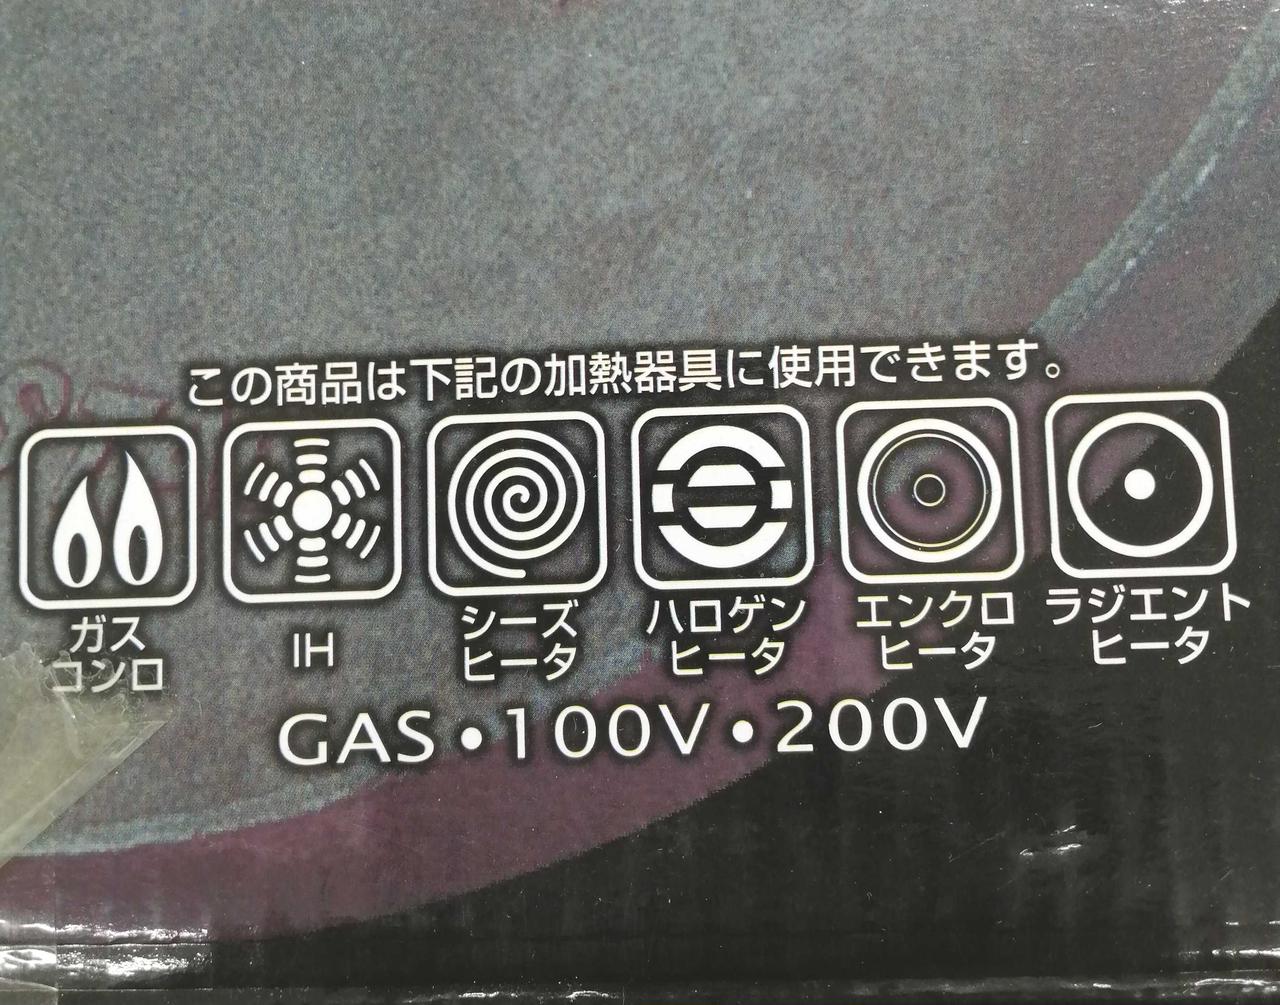 この商品は下記の加熱器具に使用できます。
ガス
コンロ
IH
シーズ
ヒータ
ハロゲン
ヒータ
エンクロ
ヒータ
ラジエント
ヒータ
GAS・100V・200V